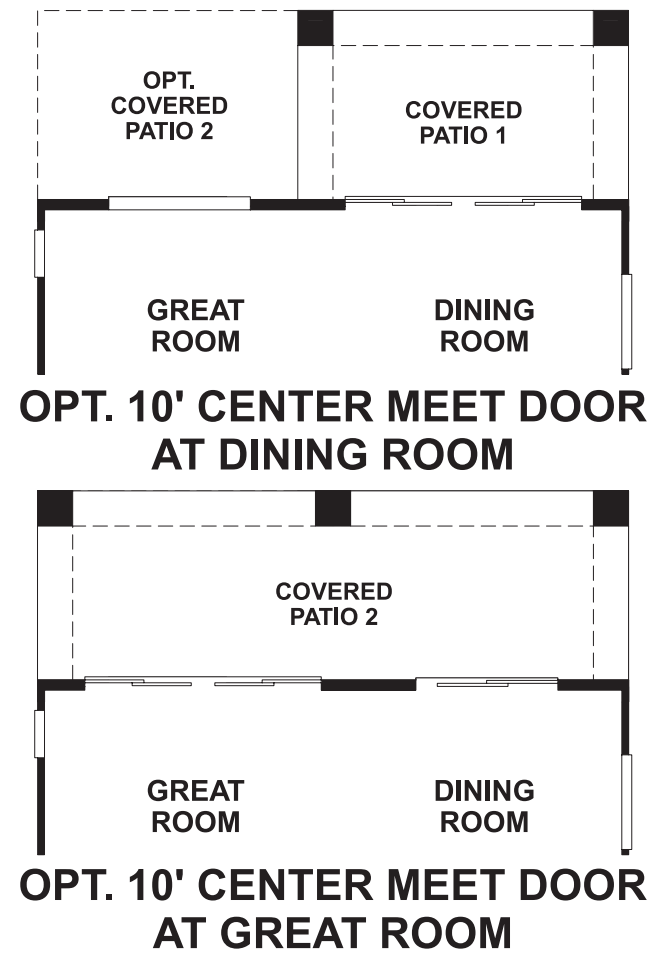 OPT.
COVERED
PATIO 2
COVERED
PATIO 1
GREAT
ROOM
DINING
ROOM
OPT. 10' CENTER MEET DOOR
AT DINING ROOM
COVERED
PATIO 2
GREAT
ROOM
DINING
ROOM
OPT. 10' CENTER MEET DOOR
AT GREAT ROOM